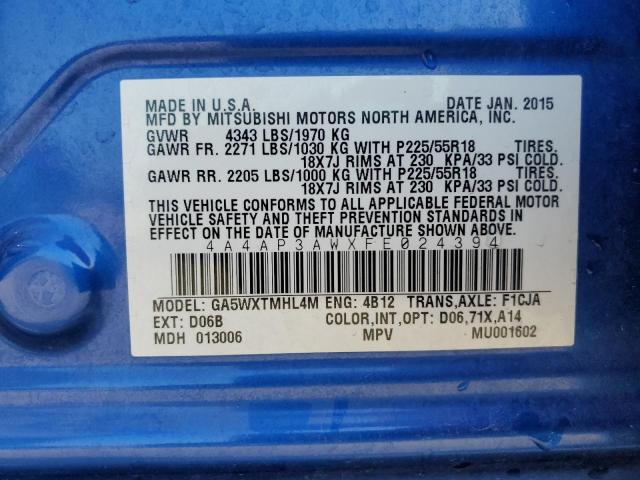 MADE IN U.S.A. DATE JAN. 2015
MFD BY MITSUBISHI MOTORS NORTH AMERICA, INC.
GVWR 4343 LBS/1970 KG
GAWR FR. 2271 LBS/1030 KG WITH P225/55R18 TIRES.
18X7J RIMS AT 230 KPA/33 PSI COLD.
GAWR RR. 2205 LBS/1000 KG WITH P225/55R18 TIRES.
18X7J RIMS AT 230 KPA/33 PSI COLD.
THIS VEHICLE CONFORMS TO ALL APPLICABLE FEDERAL MOTOR
VEHICLE SAFETY AND THEFT PREVENTION STANDARDS IN
EFFECT ON THE DATE OF MANUFACTURE SHOWN ABOVE.
4A4AP3AWXFE024394
MODEL: GA5WXTMHL4M ENG: 4B12 TRANS,AXLE: F1CJA
EXT: D06B COLOR,INT,OPT: D06,71X,A14
MDH 013006 MPV MU001602